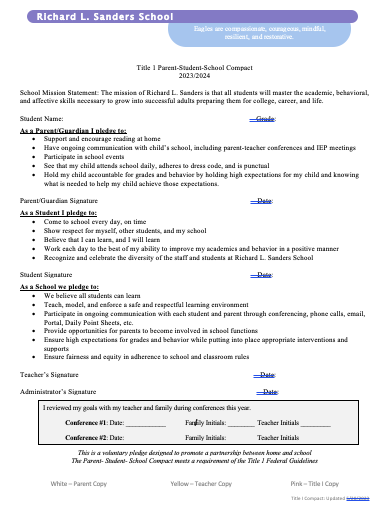 Richard L. Sanders School
Eagles are compassionate, courageous, mindful,
resilient, and restorative.
Title 1 Parent-Student-School Compact
2023/2024
School Mission Statement: The mission of Richard L. Sanders is that all students will master the academic, behavioral,
and affective skills necessary to grow into successful adults preparing them for college, career, and life.
Student Name: Grade:
As a Parent/Guardian I pledge to:
• Support and encourage reading at home
• Have ongoing communication with child's school, including parent-teacher conferences and IEP meetings
• Participate in school events
• See that my child attends school daily, adheres to dress code, and is punctual
• Hold my child accountable for grades and behavior by holding high expectations for my child and knowing
what is needed to help my child achieve those expectations.
Parent/Guardian Signature Date:
As a Student I pledge to:
• Come to school every day, on time
• Show respect for myself, other students, and my school
• Believe that I can learn, and I will learn
• Work each day to the best of my ability to improve my academics and behavior in a positive manner
• Recognize and celebrate the diversity of the staff and students at Richard L. Sanders School
Student Signature Date:
As a School we pledge to:
• We believe all students can learn
• Teach, model, and enforce a safe and respectful learning environment
• Participate in ongoing communication with each student and parent through conferencing, phone calls, email,
Portal, Daily Point Sheets, etc.
• Provide opportunities for parents to become involved in school functions
• Ensure high expectations for grades and behavior while putting into place appropriate interventions and
supports
• Ensure fairness and equity in adherence to school and classroom rules
Teacher's Signature Date:
Administrator's Signature Date:
I reviewed my goals with my teacher and family during conferences this year.
Conference #1: Date: ____________ Family Initials: ________ Teacher Initials _________
Conference #2: Date: Family Initials: Teacher Initials
This is a voluntary pledge designed to promote a partnership between home and school
The Parent- Student- School Compact meets a requirement of the Title 1 Federal Guidelines
White – Parent Copy Yellow – Teacher Copy Pink – Title I Copy
Title I Compact: Updated